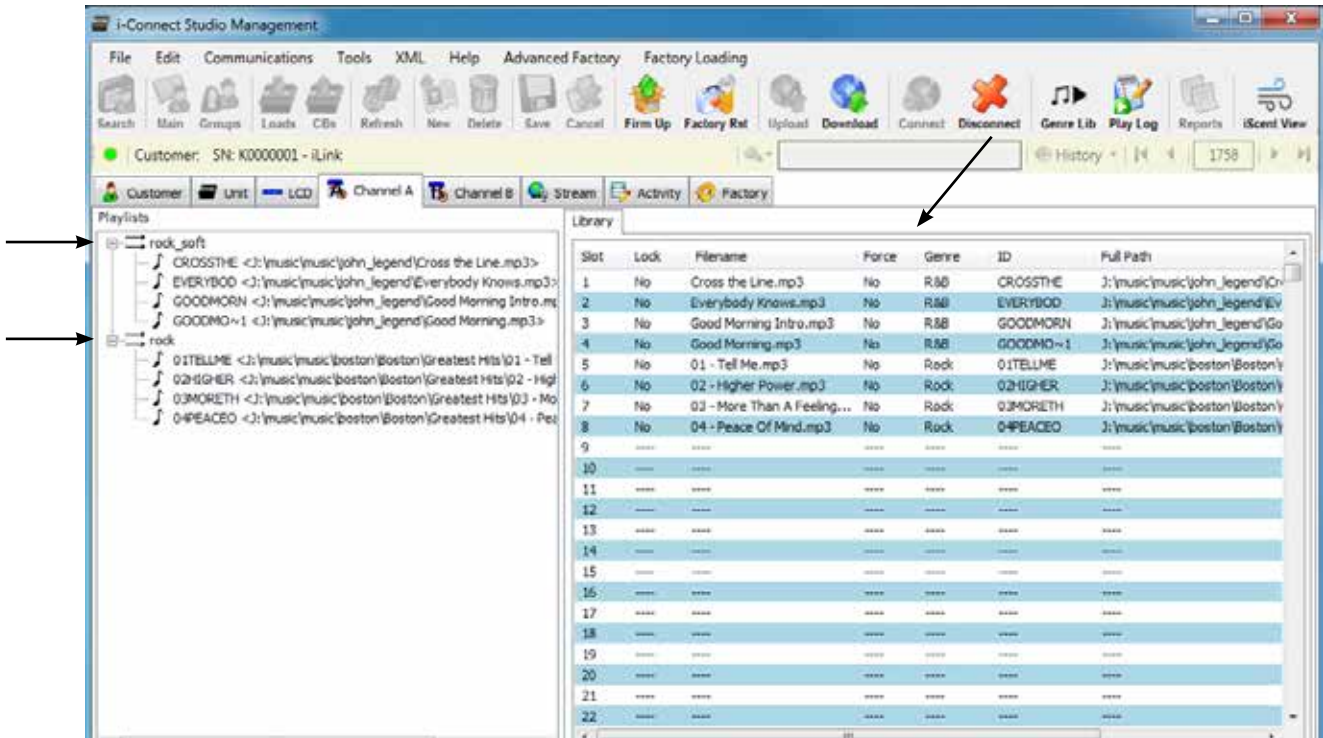 i-Connect Studio Management
File Edit Communications Tools XML Help Advanced Factory Factory Loading
Search Main Groups Loads CBs Refresh New Delete Save Cancel Firm Up Factory Rst Upload Download Connect Disconnect Genre Lib Play Log Reports iScent View
Customer: SN: K0000001 - iLink
History 1758
Customer Unit LCD Channel A Channel B Stream Activity Factory
Playlists
rock_soft
CROSSTHE <J:\music\music\john_legend\Cross the Line.mp3>
EVERYBOD <J:\music\music\john_legend\Everybody Knows.mp3>
GOODMORN <J:\music\music\john_legend\Good Morning Intro.mp
GOODMO~1 <J:\music\music\john_legend\Good Morning.mp3>
rock
01TELLME <J:\music\music\boston\Boston\Greatest Hits\01 - Tell
02HIGHER <J:\music\music\boston\Boston\Greatest Hits\02 - High
03MORETH <J:\music\music\boston\Boston\Greatest Hits\03 - Mo
04PEACEO <J:\music\music\boston\Boston\Greatest Hits\04 - Pea
Library
Slot Lock Filename Force Genre ID Full Path
1 No Cross the Line.mp3 No R&B CROSSTHE J:\music\music\john_legend\Cr
2 No Everybody Knows.mp3 No R&B EVERYBOD J:\music\music\john_legend\Ev
3 No Good Morning Intro.mp3 No R&B GOODMORN J:\music\music\john_legend\Go
4 No Good Morning.mp3 No R&B GOODMO~1 J:\music\music\john_legend\Go
5 No 01 - Tell Me.mp3 No Rock 01TELLME J:\music\music\boston\Boston\
6 No 02 - Higher Power.mp3 No Rock 02HIGHER J:\music\music\boston\Boston\
7 No 03 - More Than A Feeling... No Rock 03MORETH J:\music\music\boston\Boston\
8 No 04 - Peace Of Mind.mp3 No Rock 04PEACEO J:\music\music\boston\Boston\
9 ---- ---- ---- ---- ---- ----
10 ---- ---- ---- ---- ---- ----
11 ---- ---- ---- ---- ---- ----
12 ---- ---- ---- ---- ---- ----
13 ---- ---- ---- ---- ---- ----
14 ---- ---- ---- ---- ---- ----
15 ---- ---- ---- ---- ---- ----
16 ---- ---- ---- ---- ---- ----
17 ---- ---- ---- ---- ---- ----
18 ---- ---- ---- ---- ---- ----
19 ---- ---- ---- ---- ---- ----
20 ---- ---- ---- ---- ---- ----
21 ---- ---- ---- ---- ---- ----
22 ---- ---- ---- ---- ---- ----